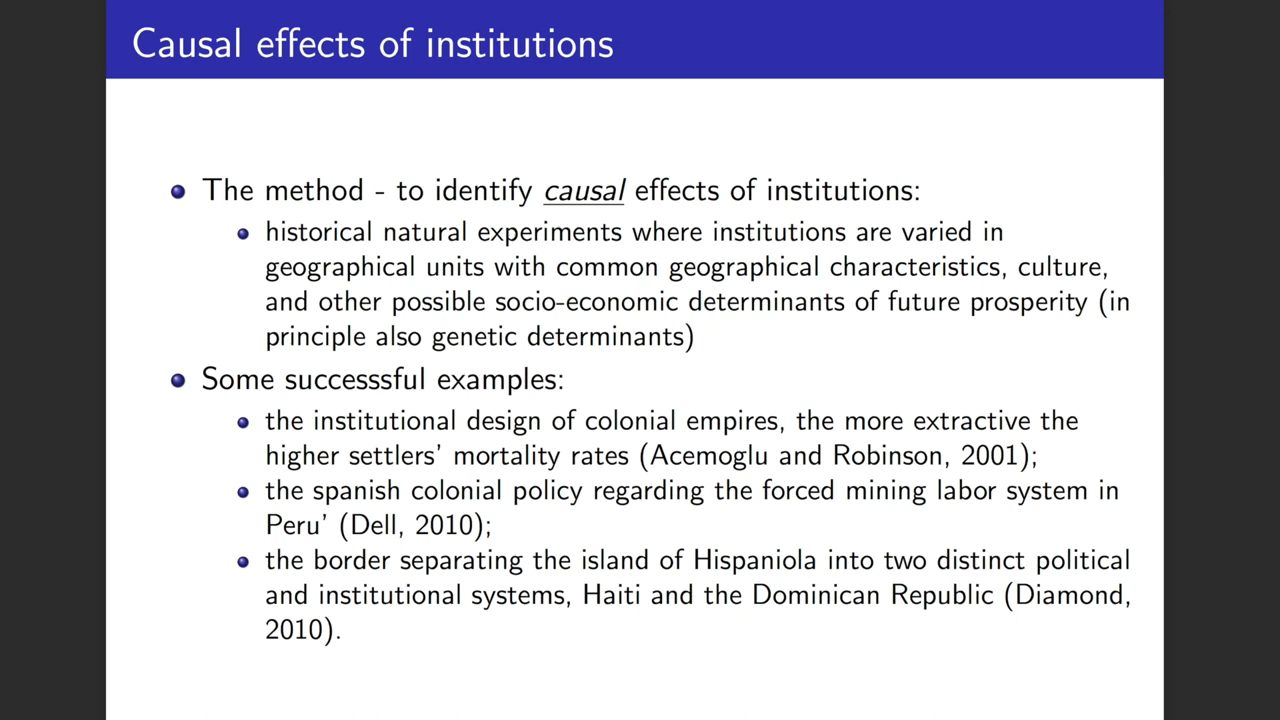 Causal effects of institutions
The method - to identify causal effects of institutions:
historical natural experiments where institutions are varied in
geographical units with common geographical characteristics, culture,
and other possible socio-economic determinants of future prosperity (in
principle also genetic determinants)
Some successsful examples:
the institutional design of colonial empires, the more extractive the
higher settlers' mortality rates (Acemoglu and Robinson, 2001);
the spanish colonial policy regarding the forced mining labor system in
Peru' (Dell, 2010);
the border separating the island of Hispaniola into two distinct political
and institutional systems, Haiti and the Dominican Republic (Diamond,
2010).